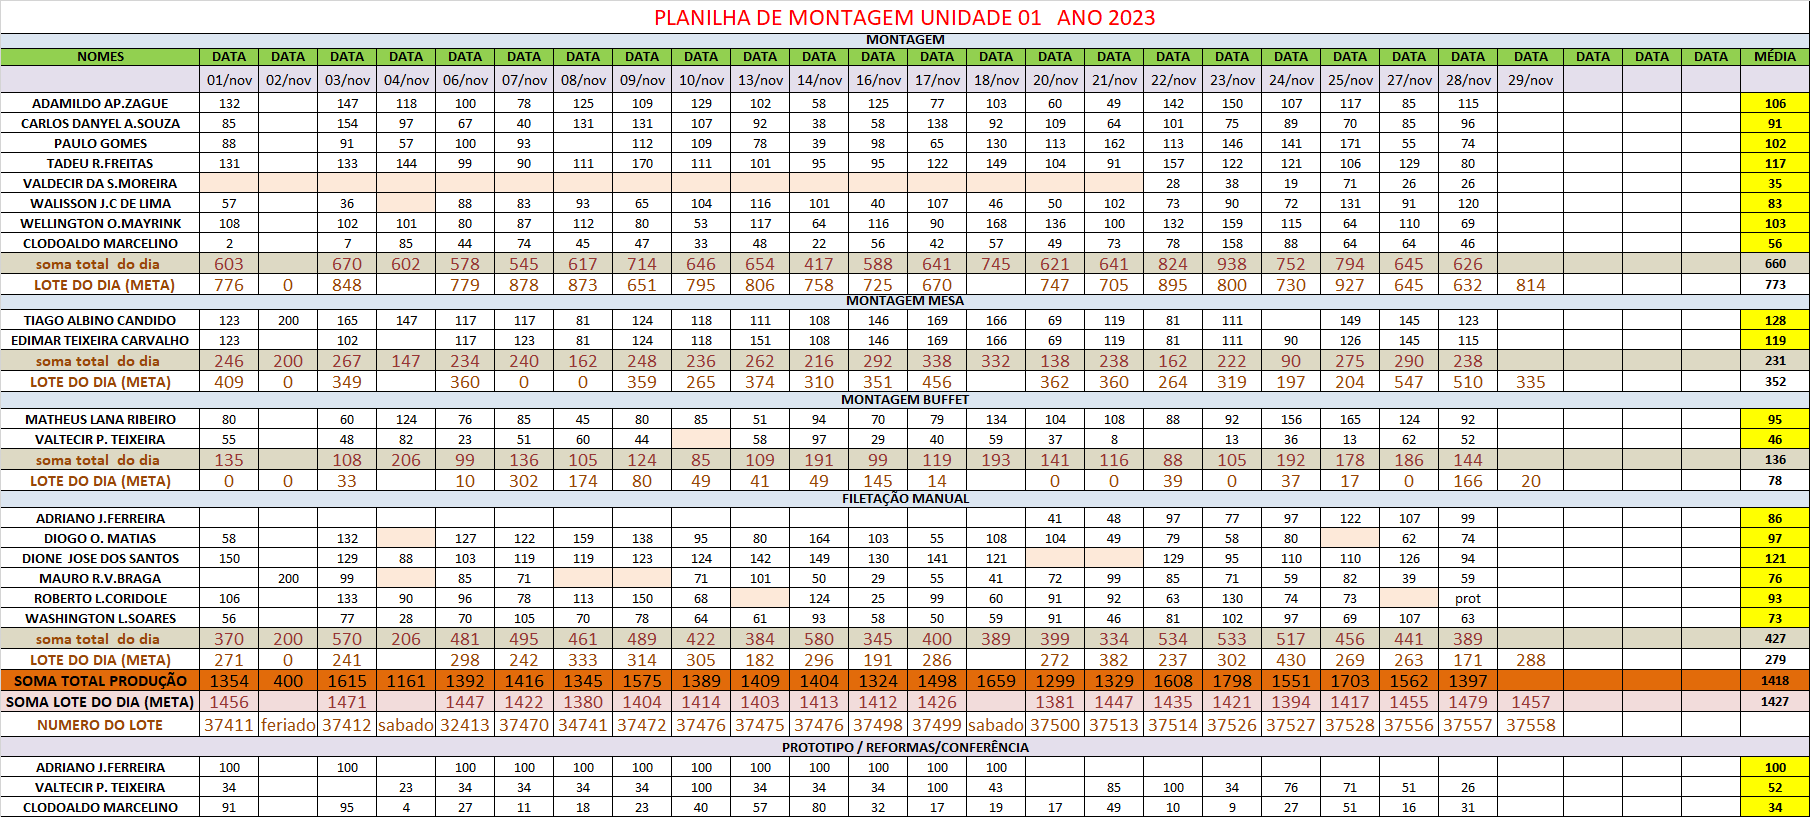 PLANILHA DE MONTAGEM UNIDADE 01 ANO 2023
MONTAGEM
NOMES DATA DATA DATA DATA DATA DATA DATA DATA DATA DATA DATA DATA DATA DATA DATA DATA DATA DATA DATA DATA DATA DATA DATA DATA DATA DATA MÉDIA
01/nov 02/nov 03/nov 04/nov 06/nov 07/nov 08/nov 09/nov 10/nov 13/nov 14/nov 16/nov 17/nov 18/nov 20/nov 21/nov 22/nov 23/nov 24/nov 25/nov 27/nov 28/nov 29/nov
ADAMILDO AP.ZAGUE 132 147 118 100 78 125 109 129 102 58 125 77 103 60 49 142 150 107 117 85 115 106
CARLOS DANYEL A.SOUZA 85 154 97 67 40 131 131 107 92 38 58 138 92 109 64 101 75 89 70 85 96 91
PAULO GOMES 88 91 57 100 93 112 109 78 39 98 65 130 113 162 113 146 141 171 55 74 102
TADEU R.FREITAS 131 133 144 99 90 111 170 111 101 95 95 122 149 104 91 157 122 121 106 129 80 117
VALDECIR DA S.MOREIRA 28 38 19 71 26 26 35
WALISSON J.C DE LIMA 57 36 88 83 93 65 104 116 101 40 107 46 50 102 73 90 72 131 91 120 83
WELLINGTON O.MAYRINK 108 102 101 80 87 112 80 53 117 64 116 90 168 136 100 132 159 115 64 110 69 103
CLODOALDO MARCELINO 2 7 85 44 74 45 47 33 48 22 56 42 57 49 73 78 158 88 64 64 46 56
soma total do dia 603 670 602 578 545 617 714 646 654 417 588 641 745 621 641 824 938 752 794 645 626 660
LOTE DO DIA (META) 776 0 848 779 878 873 651 795 806 758 725 670 747 705 895 800 730 927 645 632 814 773
MONTAGEM MESA
TIAGO ALBINO CANDIDO 123 200 165 147 117 117 81 124 118 111 108 146 169 166 69 119 81 111 149 145 123 128
EDIMAR TEIXEIRA CARVALHO 123 102 117 123 81 124 118 151 108 146 169 166 69 119 81 111 90 126 145 115 119
soma total do dia 246 200 267 147 234 240 162 248 236 262 216 292 338 332 138 238 162 222 90 275 290 238 231
LOTE DO DIA (META) 409 0 349 360 0 0 359 265 374 310 351 456 362 360 264 319 197 204 547 510 335 352
MONTAGEM BUFFET
MATHEUS LANA RIBEIRO 80 60 124 76 85 45 80 85 51 94 70 79 134 104 108 88 92 156 165 124 92 95
VALTECIR P. TEIXEIRA 55 48 82 23 51 60 44 58 97 29 40 59 37 8 13 36 13 62 52 46
soma total do dia 135 108 206 99 136 105 124 85 109 191 99 119 193 141 116 88 105 192 178 186 144 136
LOTE DO DIA (META) 0 0 33 10 302 174 80 49 41 49 145 14 0 0 39 0 37 17 0 166 20 78
FILETAÇÃO MANUAL
ADRIANO J.FERREIRA 41 48 97 77 97 122 107 99 86
DIOGO O. MATIAS 58 132 127 122 159 138 95 80 164 103 55 108 104 49 79 58 80 62 74 97
DIONE JOSE DOS SANTOS 150 129 88 103 119 119 123 124 142 149 130 141 121 129 95 110 110 126 94 121
MAURO R.V.BRAGA 200 99 85 71 71 101 50 29 55 41 72 99 85 71 59 82 39 59 76
ROBERTO L.CORIDOLE 106 133 90 96 78 113 150 68 124 25 99 60 91 92 63 130 74 73 prot 93
WASHINGTON L.SOARES 56 77 28 70 105 70 78 64 61 93 58 50 59 91 46 81 102 97 69 107 63 73
soma total do dia 370 200 570 206 481 495 461 489 422 384 580 345 400 389 399 334 534 533 517 456 441 389 427
LOTE DO DIA (META) 271 0 241 298 242 333 314 305 182 296 191 286 272 382 237 302 430 269 263 171 288 279
SOMA TOTAL PRODUÇÃO 1354 400 1615 1161 1392 1416 1345 1575 1389 1409 1404 1324 1498 1659 1299 1329 1608 1798 1551 1703 1562 1397 1418
SOMA LOTE DO DIA (META) 1456 1471 1447 1422 1380 1404 1414 1403 1413 1412 1426 1381 1447 1435 1421 1394 1417 1455 1479 1457 1427
NUMERO DO LOTE 37411 feriado 37412 sabado 32413 37470 34741 37472 37476 37475 37476 37498 37499 sabado 37500 37513 37514 37526 37527 37528 37556 37557 37558
PROTOTIPO / REFORMAS/CONFERÊNCIA
ADRIANO J.FERREIRA 100 100 100 100 100 100 100 100 100 100 100 100 100
VALTECIR P. TEIXEIRA 34 23 34 34 34 34 100 34 34 34 100 43 85 100 34 76 71 51 26 52
CLODOALDO MARCELINO 91 95 4 27 11 18 23 40 57 80 32 17 19 17 49 10 9 27 51 16 31 34